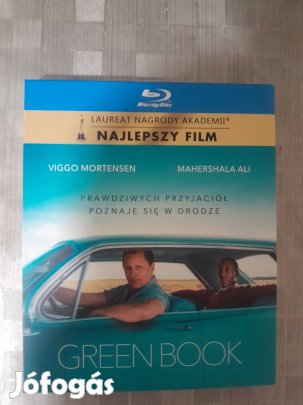 Blu-ray Disc
LAUREAT NAGRODY AKADEMII®
NAJLEPSZY FILM
VIGGO MORTENSEN MAHERSHALA ALI
PRAWDZIWYCH PRZYJACIÓŁ
POZNAJE SIĘ W DRODZE
GREEN BOOK
Jófogás